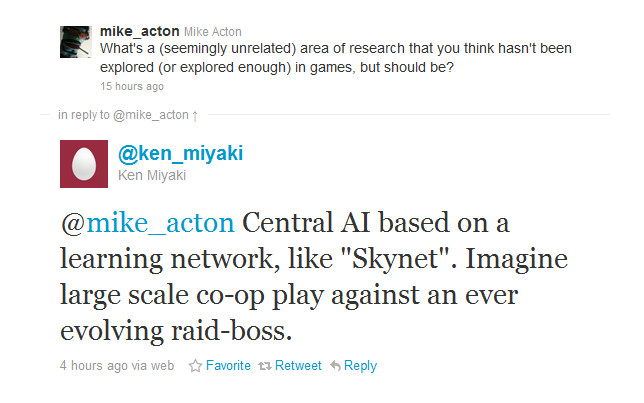 mike_acton Mike Acton
What's a (seemingly unrelated) area of research that you think hasn't been
explored (or explored enough) in games, but should be?
15 hours ago
in reply to @mike_acton ↑
@ken_miyaki
Ken Miyaki
@mike_acton Central AI based on a
learning network, like "Skynet". Imagine
large scale co-op play against an ever
evolving raid-boss.
4 hours ago via web Favorite Retweet Reply